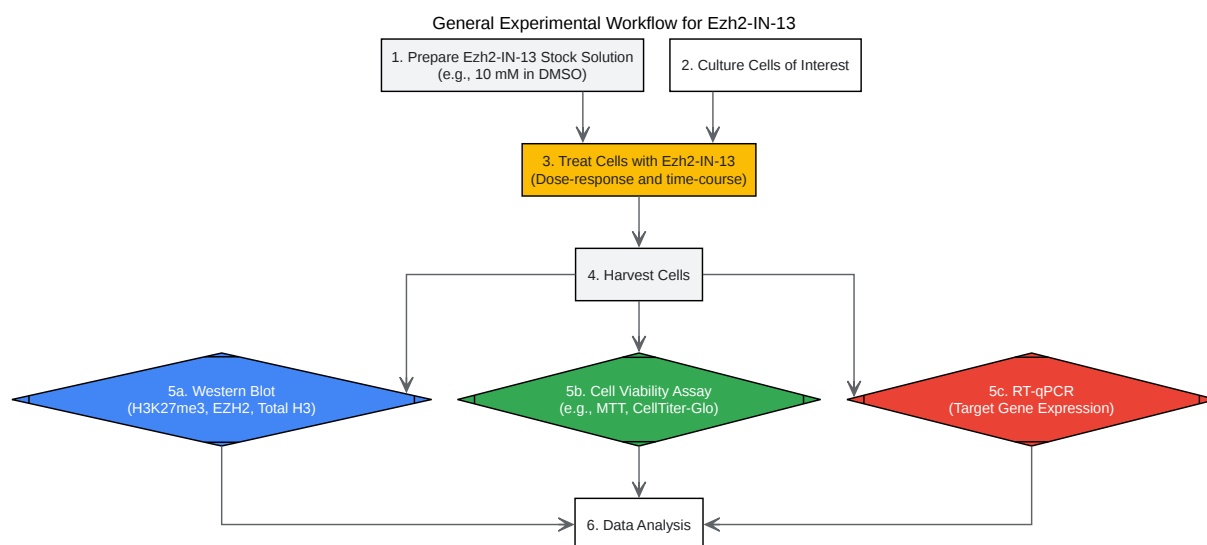 General Experimental Workflow for Ezh2-IN-13
1. Prepare Ezh2-IN-13 Stock Solution
(e.g., 10 mM in DMSO)
2. Culture Cells of Interest
3. Treat Cells with Ezh2-IN-13
(Dose-response and time-course)
4. Harvest Cells
5a. Western Blot
(H3K27me3, EZH2, Total H3)
5b. Cell Viability Assay
(e.g., MTT, CellTiter-Glo)
5c. RT-qPCR
(Target Gene Expression)
6. Data Analysis